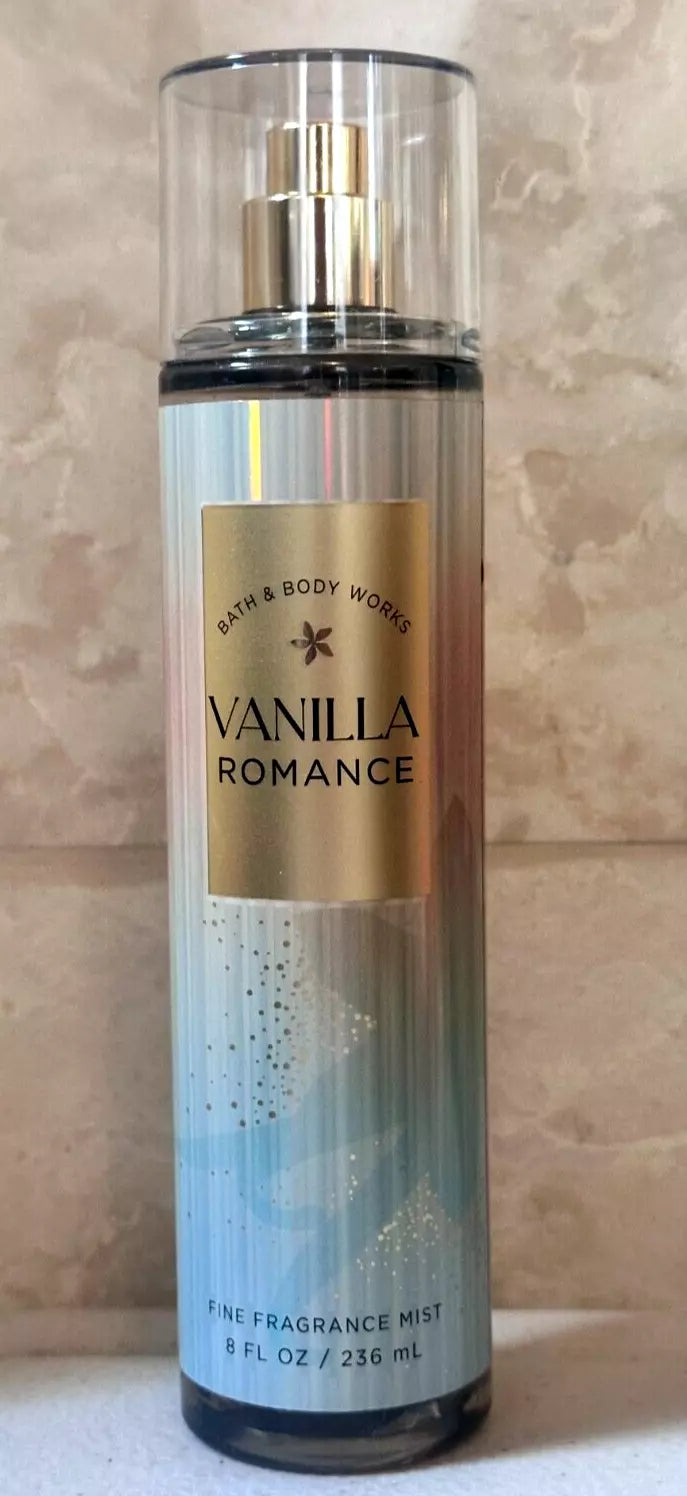 BATH & BODY WORKS
VANILLA
ROMANCE
FINE FRAGRANCE MIST
8 FL OZ / 236 mL